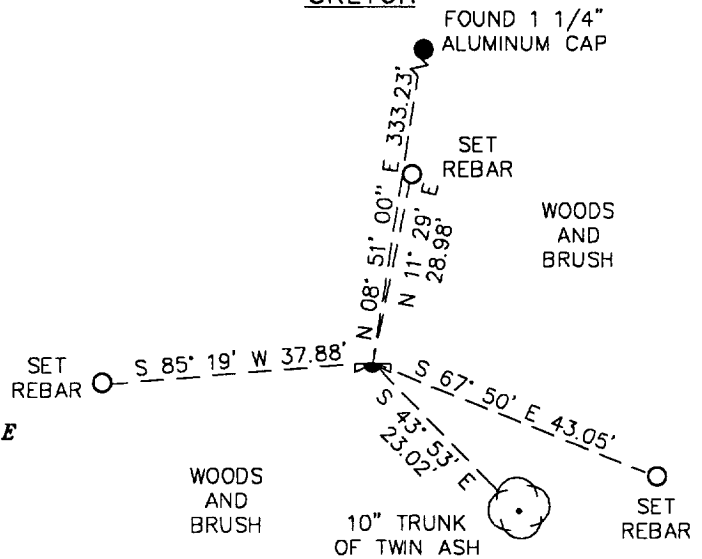 FOUND 1 1/4"
ALUMINUM CAP
N 08° 51' 00" E 333.23'
SET
REBAR
N 11° 29' E
28.98'
WOODS
AND
BRUSH
SET
REBAR
S 85° 19' W 37.88'
S 67° 50' E 43.05'
E
S 43° 53' E
23.02'
WOODS
AND
BRUSH
10" TRUNK
OF TWIN ASH
SET
REBAR